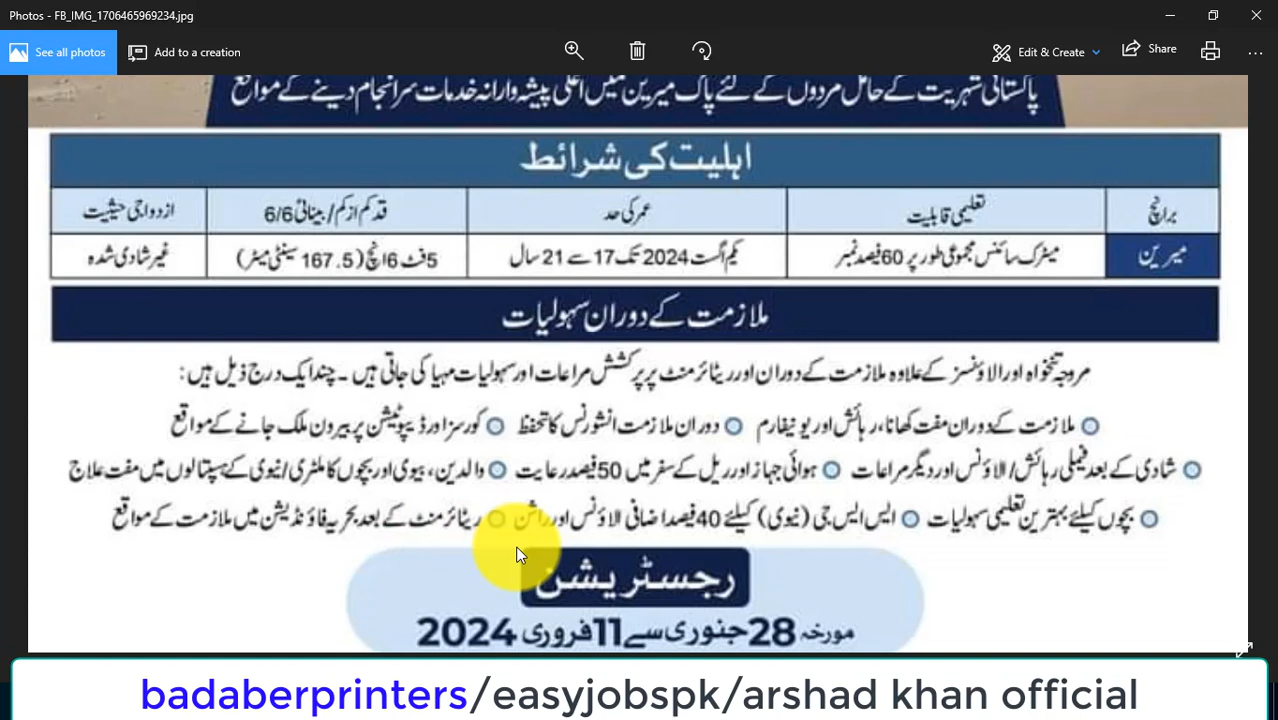 Photos - FB_IMG_1706465969234.jpg
See all photos
Add to a creation
Edit & Create
Share
پاکستانی شہریت کے حامل مردوں کے لئے پاک میرین میں اعلیٰ پیشہ وارانہ خدمات سرانجام دینے کے مواقع
اہلیت کی شرائط
برانچ تعلیمی قابلیت عمر کی حد قد کم از کم/بینائی 6/6 ازدواجی حیثیت
میرین میٹرک سائنس مجموعی طور پر 60 فیصد نمبر یکم اگست 2024 تک 17 سے 21 سال 5 فٹ 6 انچ (167.5 سینٹی میٹر) غیر شادی شدہ
ملازمت کے دوران سہولیات
مروجہ تنخواہ اور الاؤنسز کے علاوہ ملازمت کے دوران اور ریٹائرمنٹ پر پرکشش مراعات اور سہولیات مہیا کی جاتی ہیں۔ چند ایک درج ذیل ہیں:
ملازمت کے دوران مفت کھانا، رہائش اور یونیفارم دوران ملازمت انشورنس کا تحفظ کورسز اور ڈیپوٹیشن پر بیرون ملک جانے کے مواقع
شادی کے بعد فیملی رہائش/الاؤنس اور دیگر مراعات ہوائی جہاز اور ریل کے سفر میں 50 فیصد رعایت والدین، بیوی اور بچوں کا ملٹری/نیوی کے ہسپتالوں میں مفت علاج
بچوں کیلئے بہترین تعلیمی سہولیات ایس ایس جی (نیوی) کیلئے 40 فیصد اضافی الاؤنس اور راشن ریٹائرمنٹ کے بعد بحریہ فاؤنڈیشن میں ملازمت کے مواقع
رجسٹریشن
مورخہ 28 جنوری سے 11 فروری 2024
badaberprinters/easyjobspk/arshad khan official